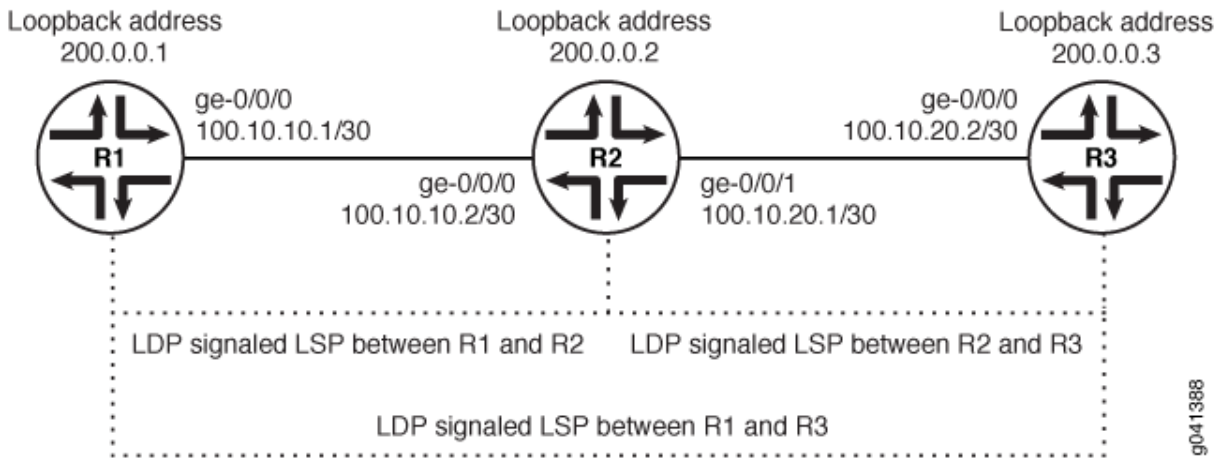 Loopback address
200.0.0.1
Loopback address
200.0.0.2
Loopback address
200.0.0.3
ge-0/0/0
100.10.10.1/30
ge-0/0/0
100.10.20.2/30
R1
R2
R3
ge-0/0/0
100.10.10.2/30
ge-0/0/1
100.10.20.1/30
LDP signaled LSP between R1 and R2
LDP signaled LSP between R2 and R3
LDP signaled LSP between R1 and R3
g041388